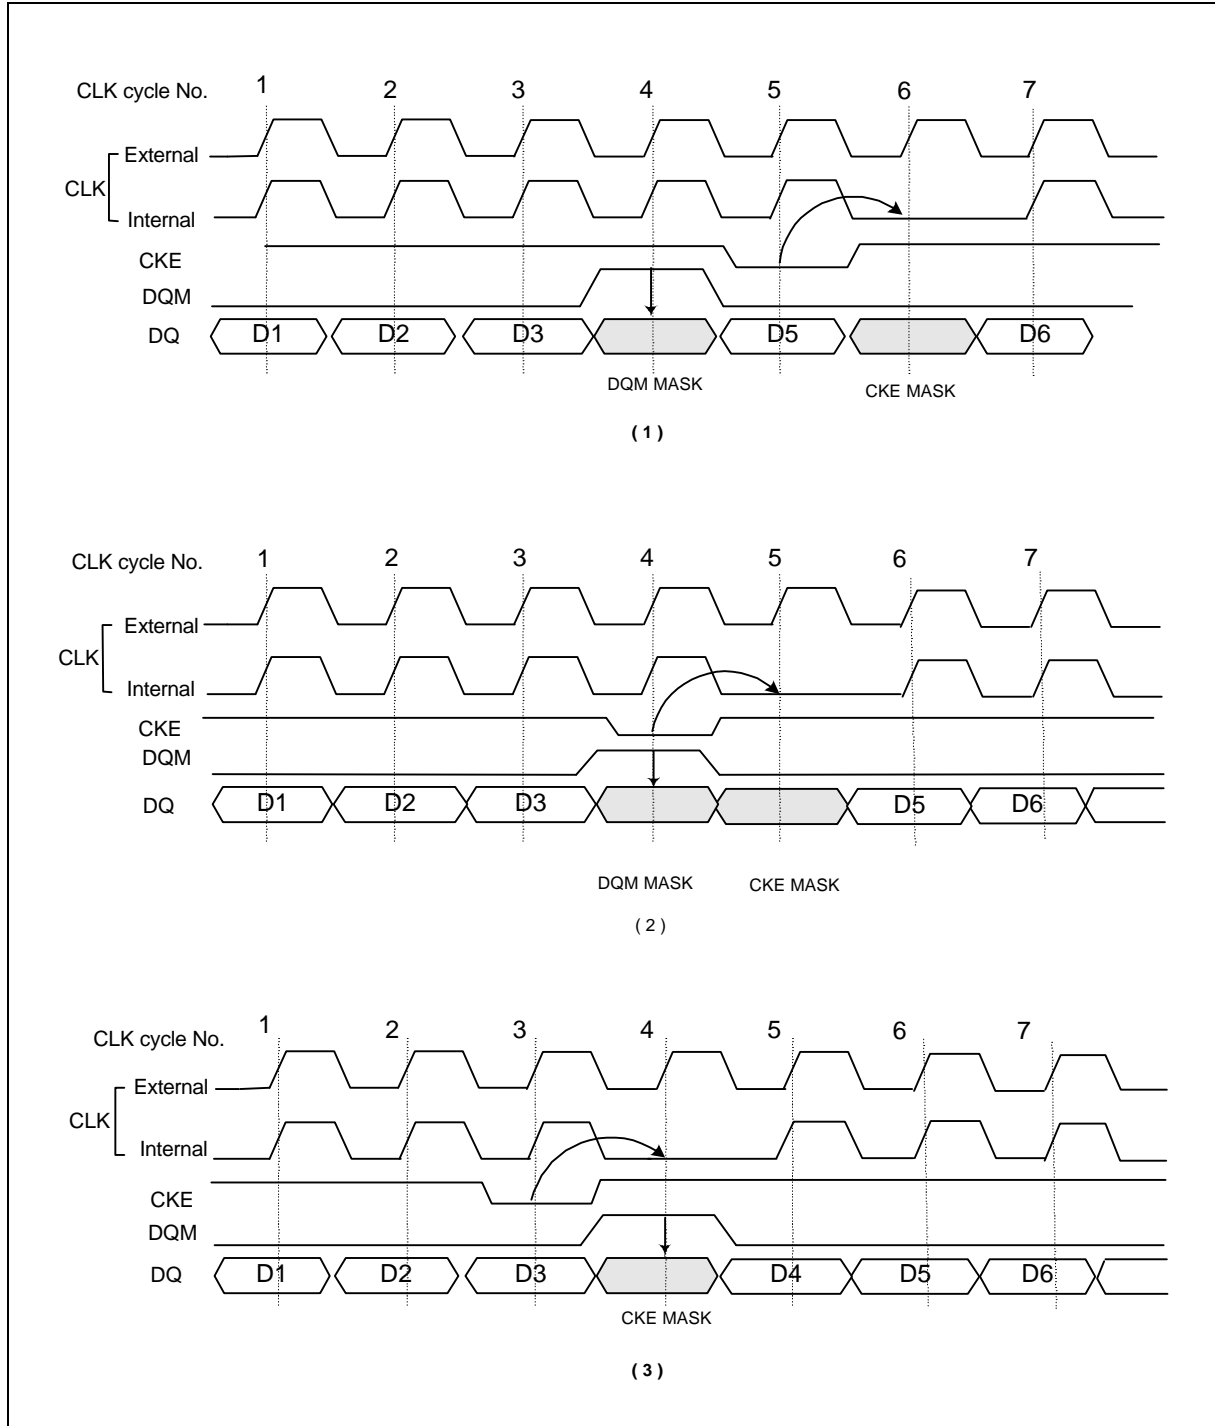 CLK cycle No. 1 2 3 4 5 6 7
External
CLK
Internal
CKE
DQM
DQ D1 D2 D3 D5 D6
DQM MASK CKE MASK
( 1 )
CLK cycle No. 1 2 3 4 5 6 7
External
CLK
Internal
CKE
DQM
DQ D1 D2 D3 D5 D6
DQM MASK CKE MASK
( 2 )
CLK cycle No. 1 2 3 4 5 6 7
External
CLK
Internal
CKE
DQM
DQ D1 D2 D3 D4 D5 D6
CKE MASK
( 3 )